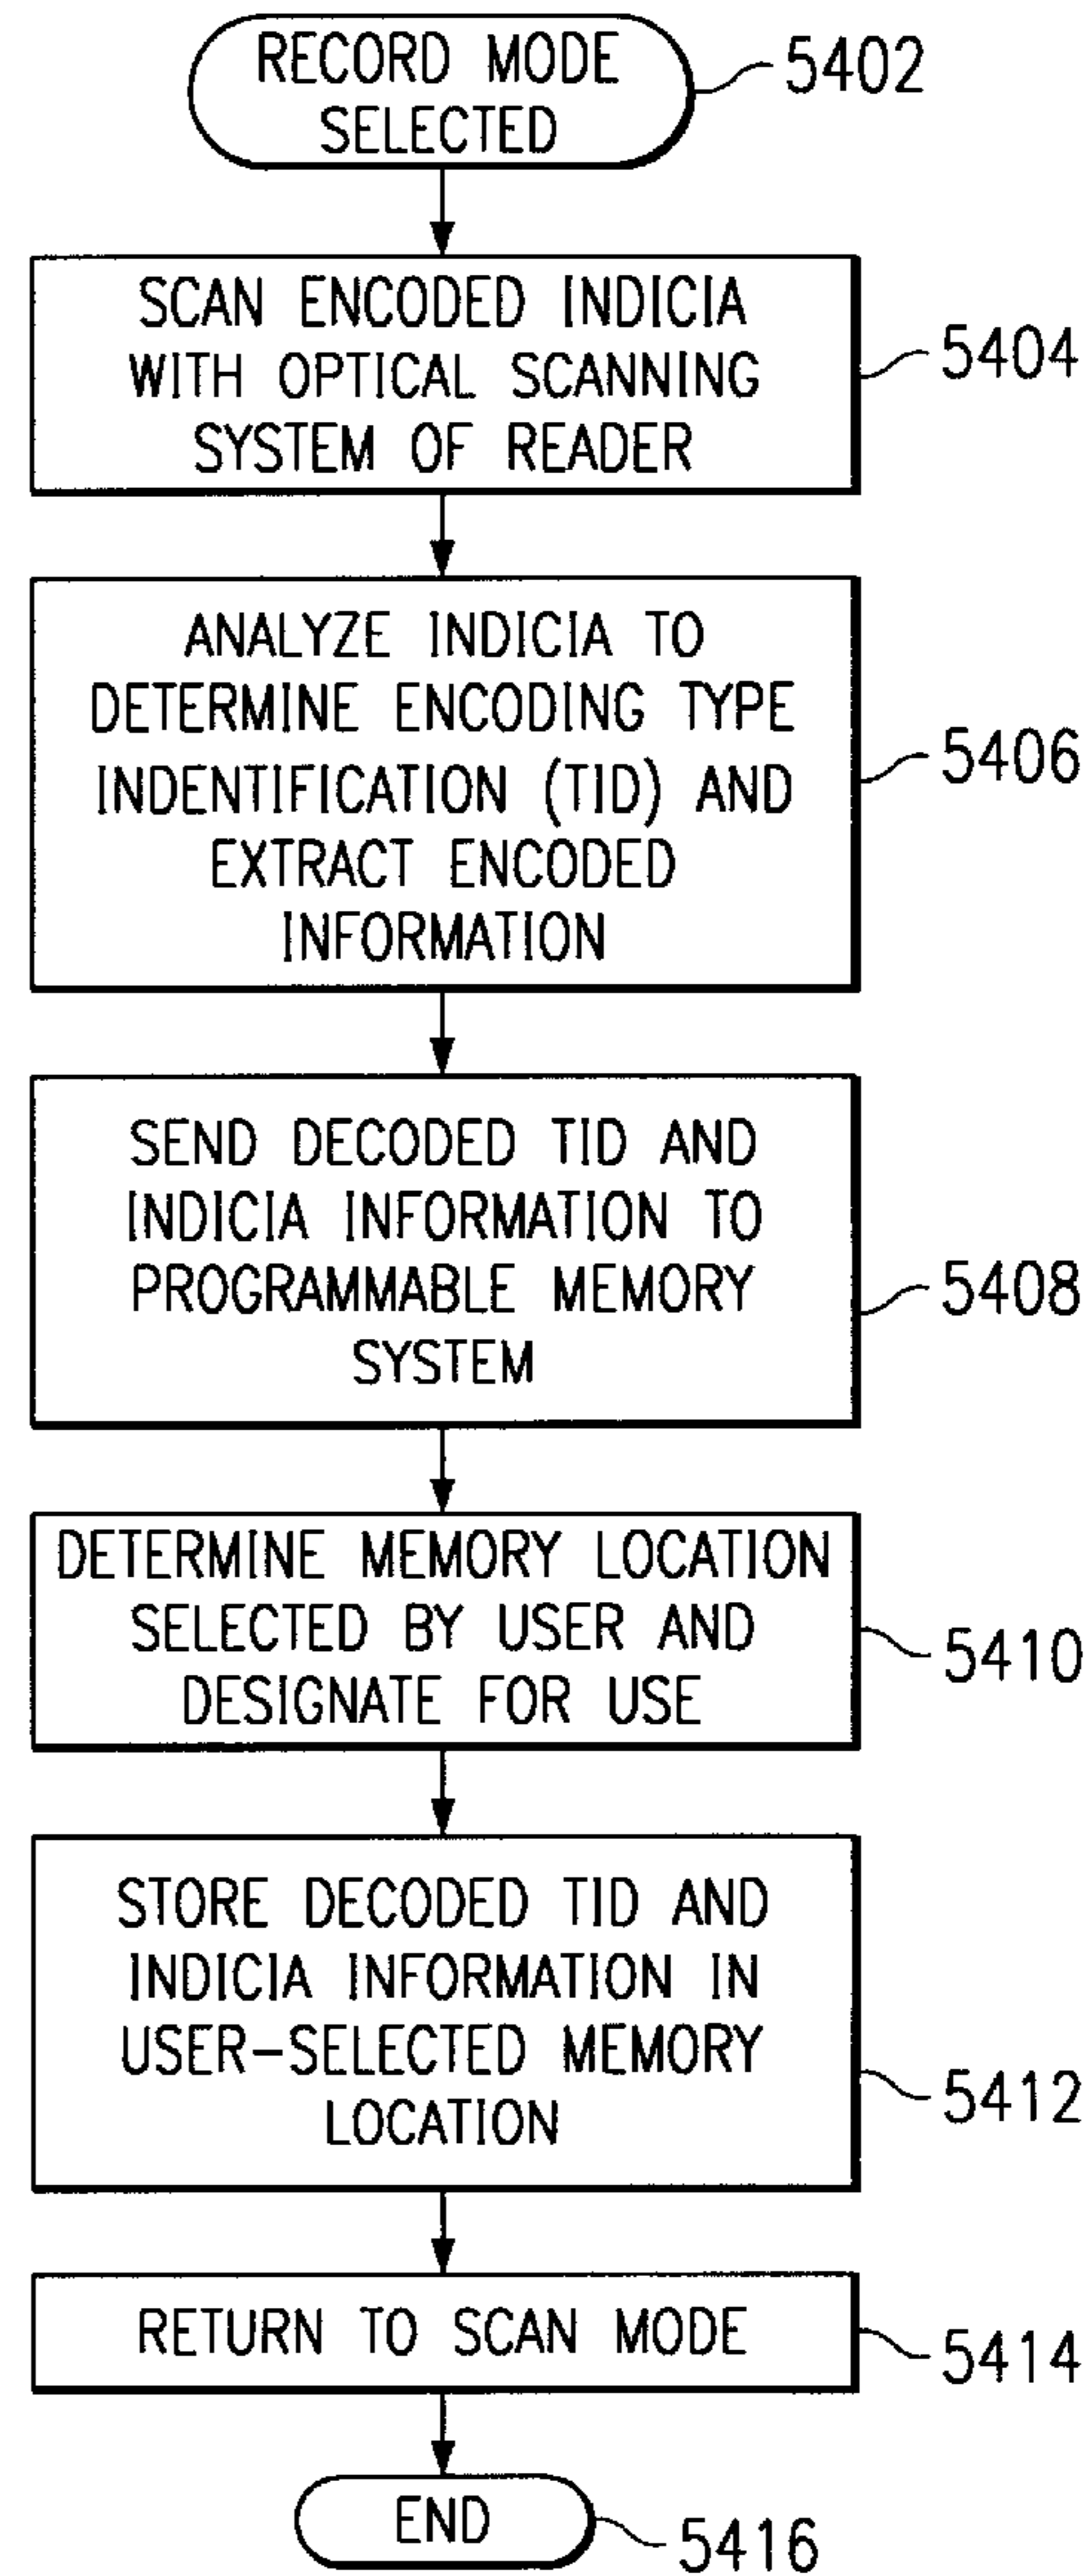 RECORD MODE
SELECTED
5402
SCAN ENCODED INDICIA
WITH OPTICAL SCANNING
SYSTEM OF READER
5404
ANALYZE INDICIA TO
DETERMINE ENCODING TYPE
INDENTIFICATION (TID) AND
EXTRACT ENCODED
INFORMATION
5406
SEND DECODED TID AND
INDICIA INFORMATION TO
PROGRAMMABLE MEMORY
SYSTEM
5408
DETERMINE MEMORY LOCATION
SELECTED BY USER AND
DESIGNATE FOR USE
5410
STORE DECODED TID AND
INDICIA INFORMATION IN
USER-SELECTED MEMORY
LOCATION
5412
RETURN TO SCAN MODE
5414
END
5416